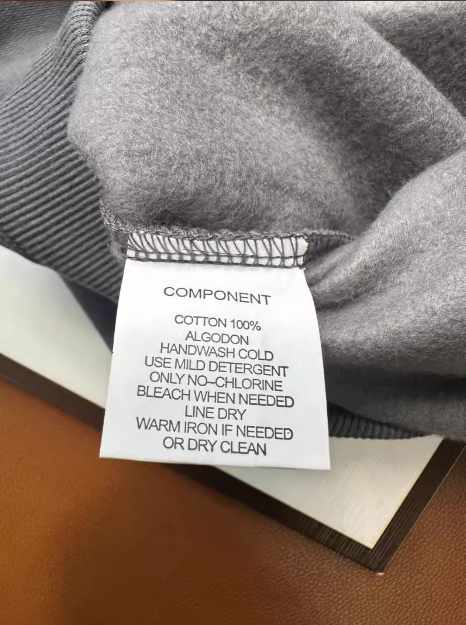 COMPONENT
COTTON 100%
ALGODON
HANDWASH COLD
USE MILD DETERGENT
ONLY NO-CHLORINE
BLEACH WHEN NEEDED
LINE DRY
WARM IRON IF NEEDED
OR DRY CLEAN